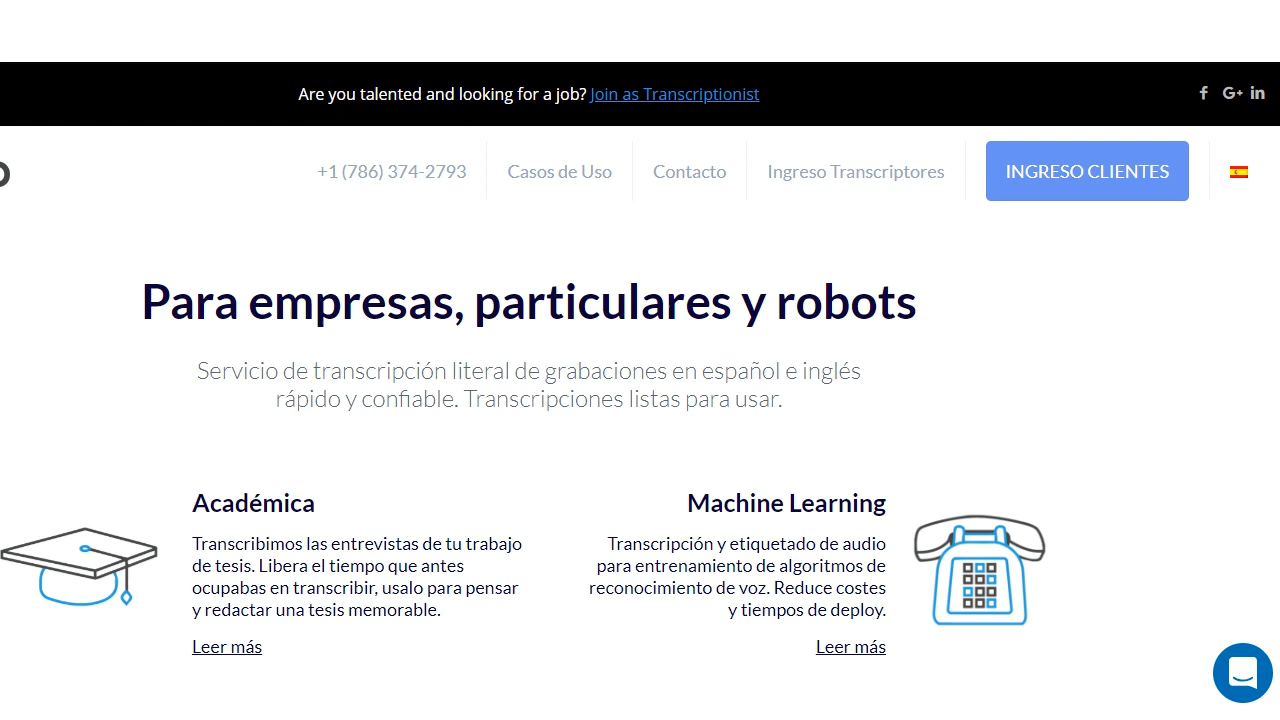 Are you talented and looking for a job? Join as Transcriptionist
+1 (786) 374-2793
Casos de Uso
Contacto
Ingreso Transcriptores
INGRESO CLIENTES
Para empresas, particulares y robots
Servicio de transcripción literal de grabaciones en español e inglés
rápido y confiable. Transcripciones listas para usar.
Académica
Transcribimos las entrevistas de tu trabajo
de tesis. Libera el tiempo que antes
ocupabas en transcribir, usalo para pensar
y redactar una tesis memorable.
Leer más
Machine Learning
Transcripción y etiquetado de audio
para entrenamiento de algoritmos de
reconocimiento de voz. Reduce costes
y tiempos de deploy.
Leer más